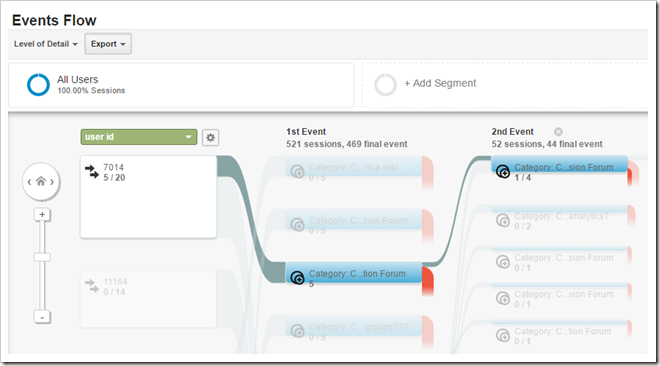 Events Flow
Level of Detail
Export
All Users
100.00% Sessions
+ Add Segment
user id
1st Event
521 sessions, 469 final event
2nd Event
52 sessions, 44 final event
7014
5 / 20
11164
0 / 14
Category: C...in a wiki
0 / 5
Category: C...sion Forum
0 / 5
Category: C...tion Forum
5
Category: C...groups???
0 / 5
Category: C...sion Forum
1 / 4
Category: C...analytics?
0 / 2
Category: C...sion Forum
0 / 1
Category: C...sion Forum
0 / 1
Category: C...tion Forum
0 / 1
+
-